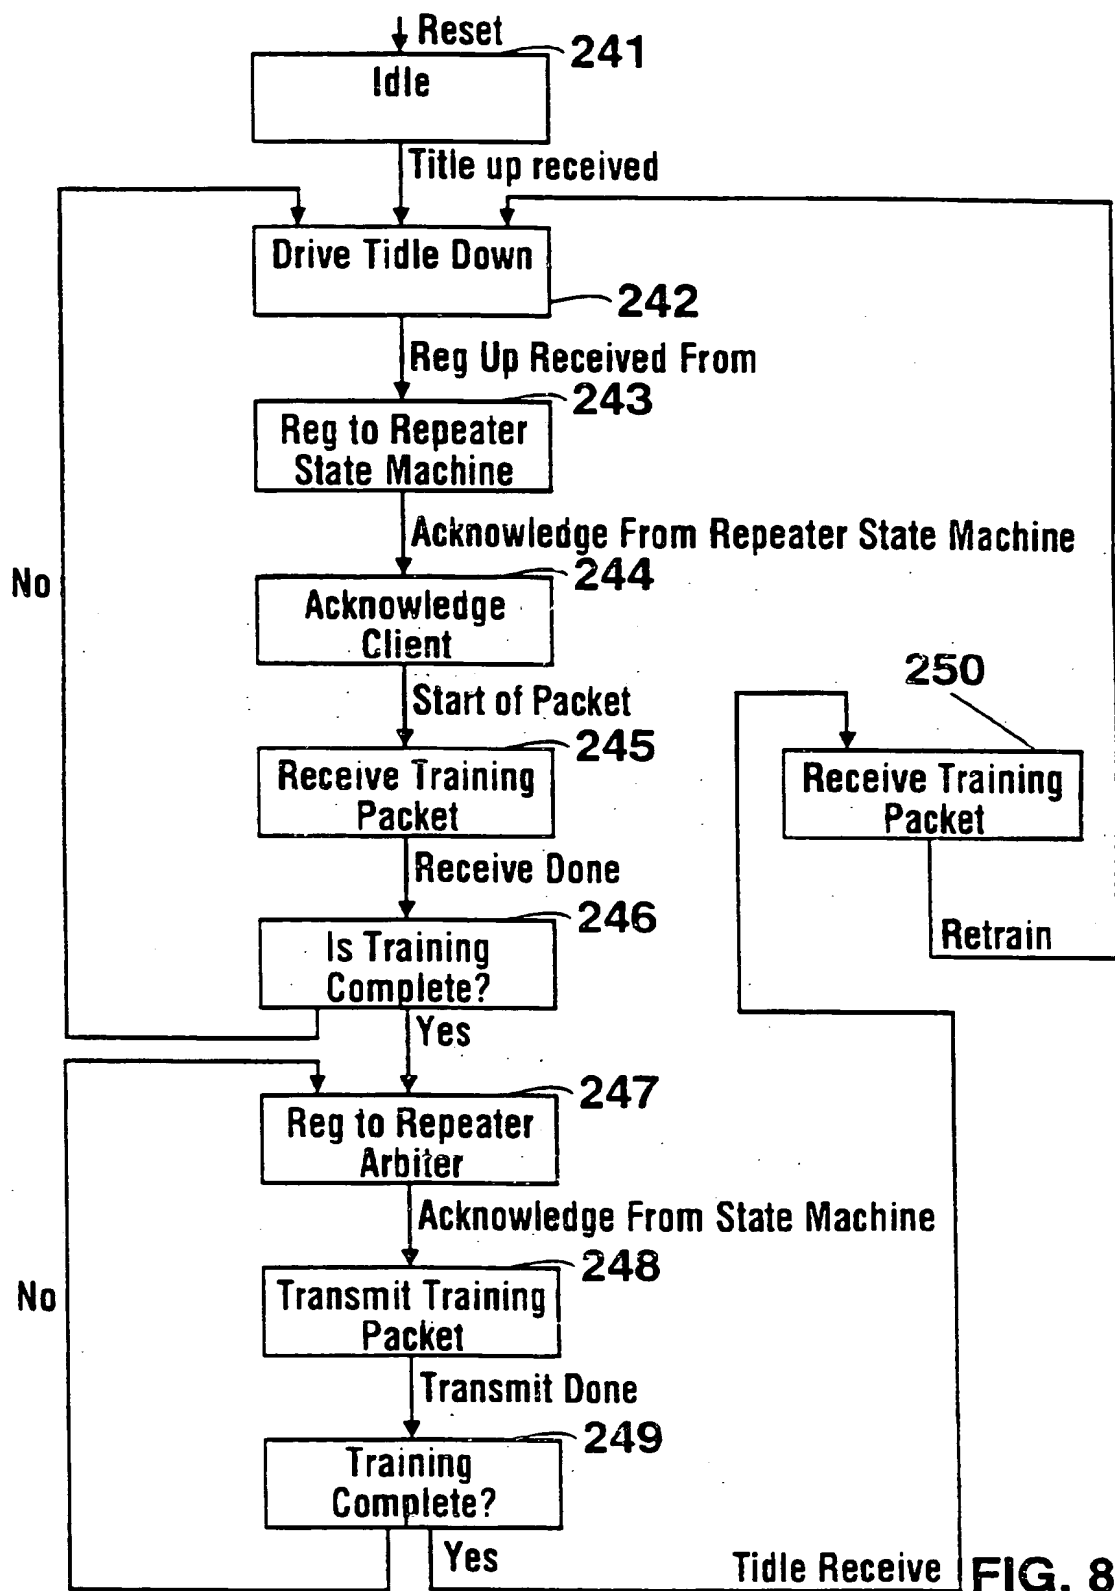 Reset
241
Idle
Title up received
Drive Tidle Down
242
Reg Up Received From
243
Reg to Repeater
State Machine
Acknowledge From Repeater State Machine
No
244
Acknowledge
Client
Start of Packet
250
245
Receive Training
Packet
Receive Training
Packet
Receive Done
246
Retrain
Is Training
Complete?
Yes
247
Reg to Repeater
Arbiter
Acknowledge From State Machine
248
No
Transmit Training
Packet
Transmit Done
249
Training
Complete?
Yes
Tidle Receive
FIG. 8